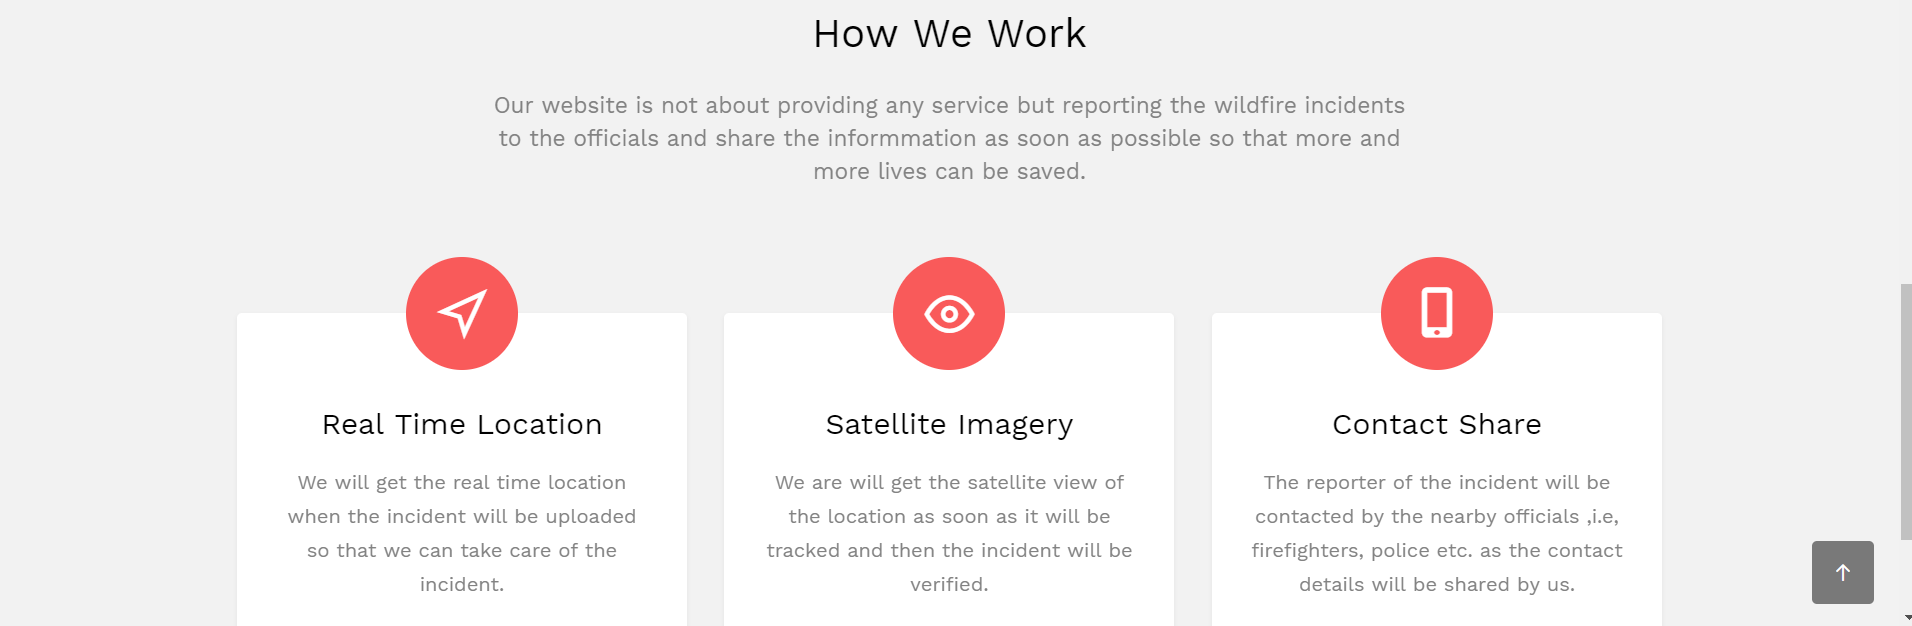 How We Work
Our website is not about providing any service but reporting the wildfire incidents
to the officials and share the informmation as soon as possible so that more and
more lives can be saved.
Real Time Location
We will get the real time location
when the incident will be uploaded
so that we can take care of the
incident.
Satellite Imagery
We are will get the satellite view of
the location as soon as it will be
tracked and then the incident will be
verified.
Contact Share
The reporter of the incident will be
contacted by the nearby officials ,i.e,
firefighters, police etc. as the contact
details will be shared by us.